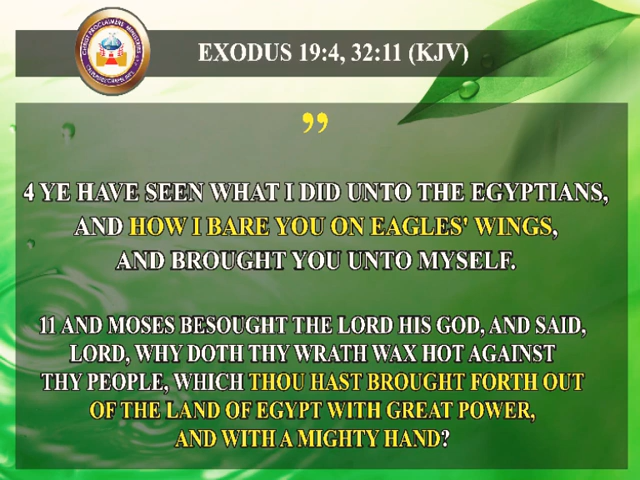 EXODUS 19:4, 32:11 (KJV)
”
4 YE HAVE SEEN WHAT I DID UNTO THE EGYPTIANS,
AND HOW I BARE YOU ON EAGLES' WINGS,
AND BROUGHT YOU UNTO MYSELF.
11 AND MOSES BESOUGHT THE LORD HIS GOD, AND SAID,
LORD, WHY DOTH THY WRATH WAX HOT AGAINST
THY PEOPLE, WHICH THOU HAST BROUGHT FORTH OUT
OF THE LAND OF EGYPT WITH GREAT POWER,
AND WITH A MIGHTY HAND?